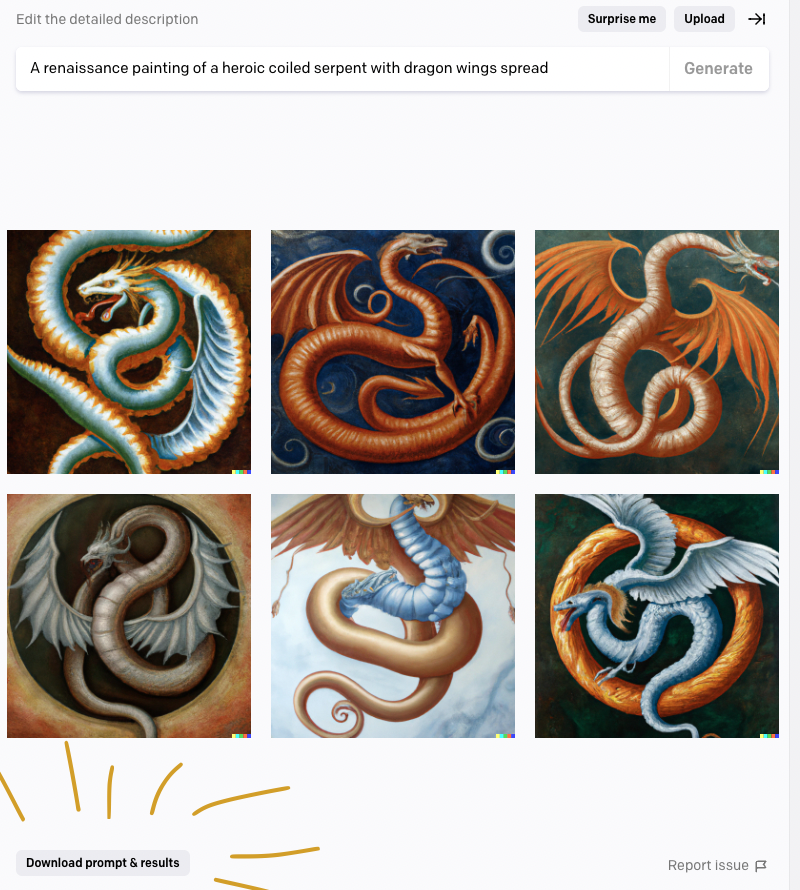 Edit the detailed description
Surprise me
Upload
A renaissance painting of a heroic coiled serpent with dragon wings spread
Generate
Download prompt & results
Report issue